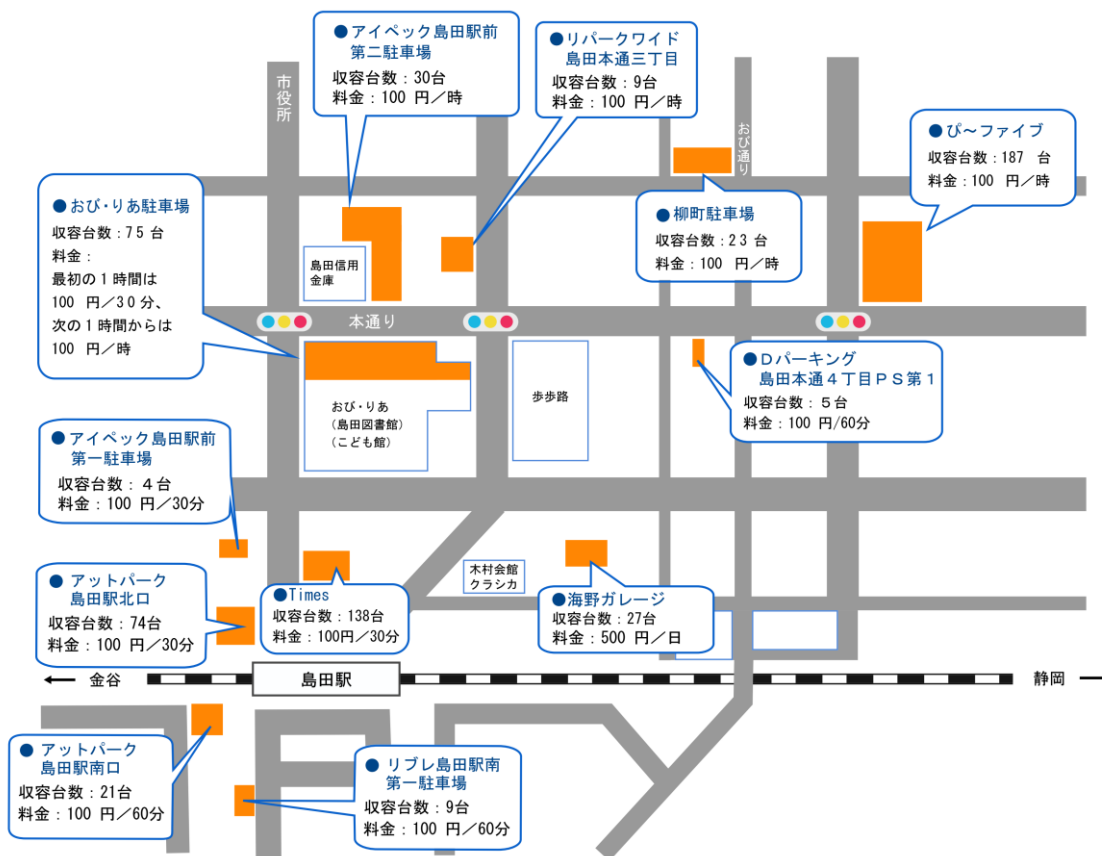 ●アイペック島田駅前
第二駐車場
収容台数：30台
料金：100 円／時
●リパークワイド
島田本通三丁目
収容台数：9台
料金：100 円／時
市役所
おび通り
●ぴ～ファイブ
収容台数：187 台
料金：100 円／時
●おび・りあ駐車場
収容台数：75 台
料金：
最初の１時間は
100 円／30分、
次の１時間からは
100 円／時
●柳町駐車場
収容台数：23 台
料金：100 円／時
島田信用
金庫
本通り
●Ｄパーキング
島田本通４丁目ＰＳ第１
収容台数：５台
料金：100 円/60分
おび・りあ
（島田図書館）
（こども館）
歩歩路
●アイペック島田駅前
第一駐車場
収容台数：４台
料金：100 円/30分
木村会館
クラシカ
●アットパーク
島田駅北口
収容台数：74台
料金：100 円／30分
●Times
収容台数：138台
料金：100円／30分
●海野ガレージ
収容台数：27台
料金：500 円／日
← 金谷
島田駅
静岡
●アットパーク
島田駅南口
収容台数：21台
料金：100 円／60分
●リブレ島田駅南
第一駐車場
収容台数：9台
料金：100 円／60分